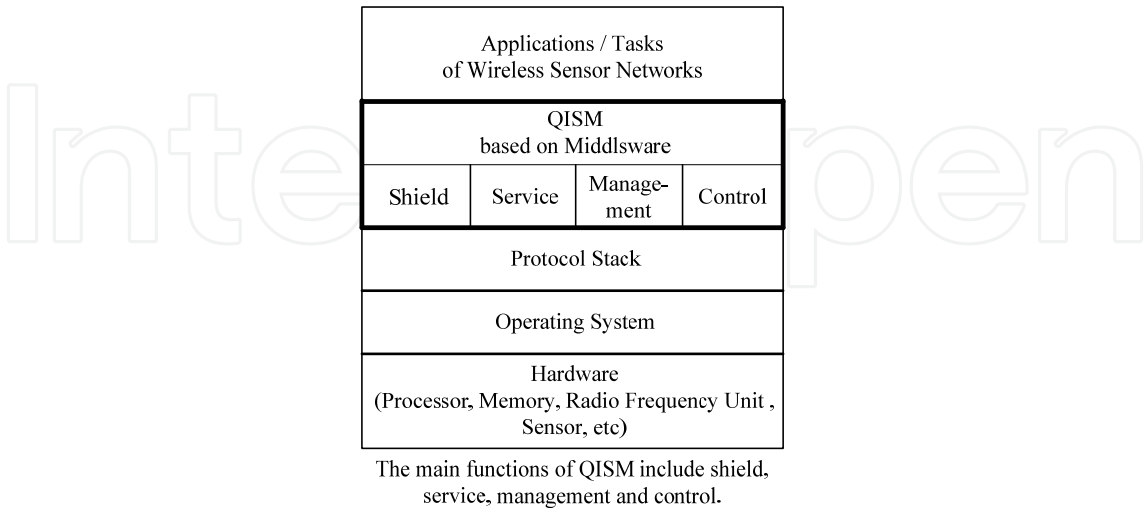 Applications / Tasks
of Wireless Sensor Networks
QISM
based on Middlsware
Shield
Service
Manage-
ment
Control
Protocol Stack
Operating System
Hardware
(Processor, Memory, Radio Frequency Unit ,
Sensor, etc)
The main functions of QISM include shield,
service, management and control.